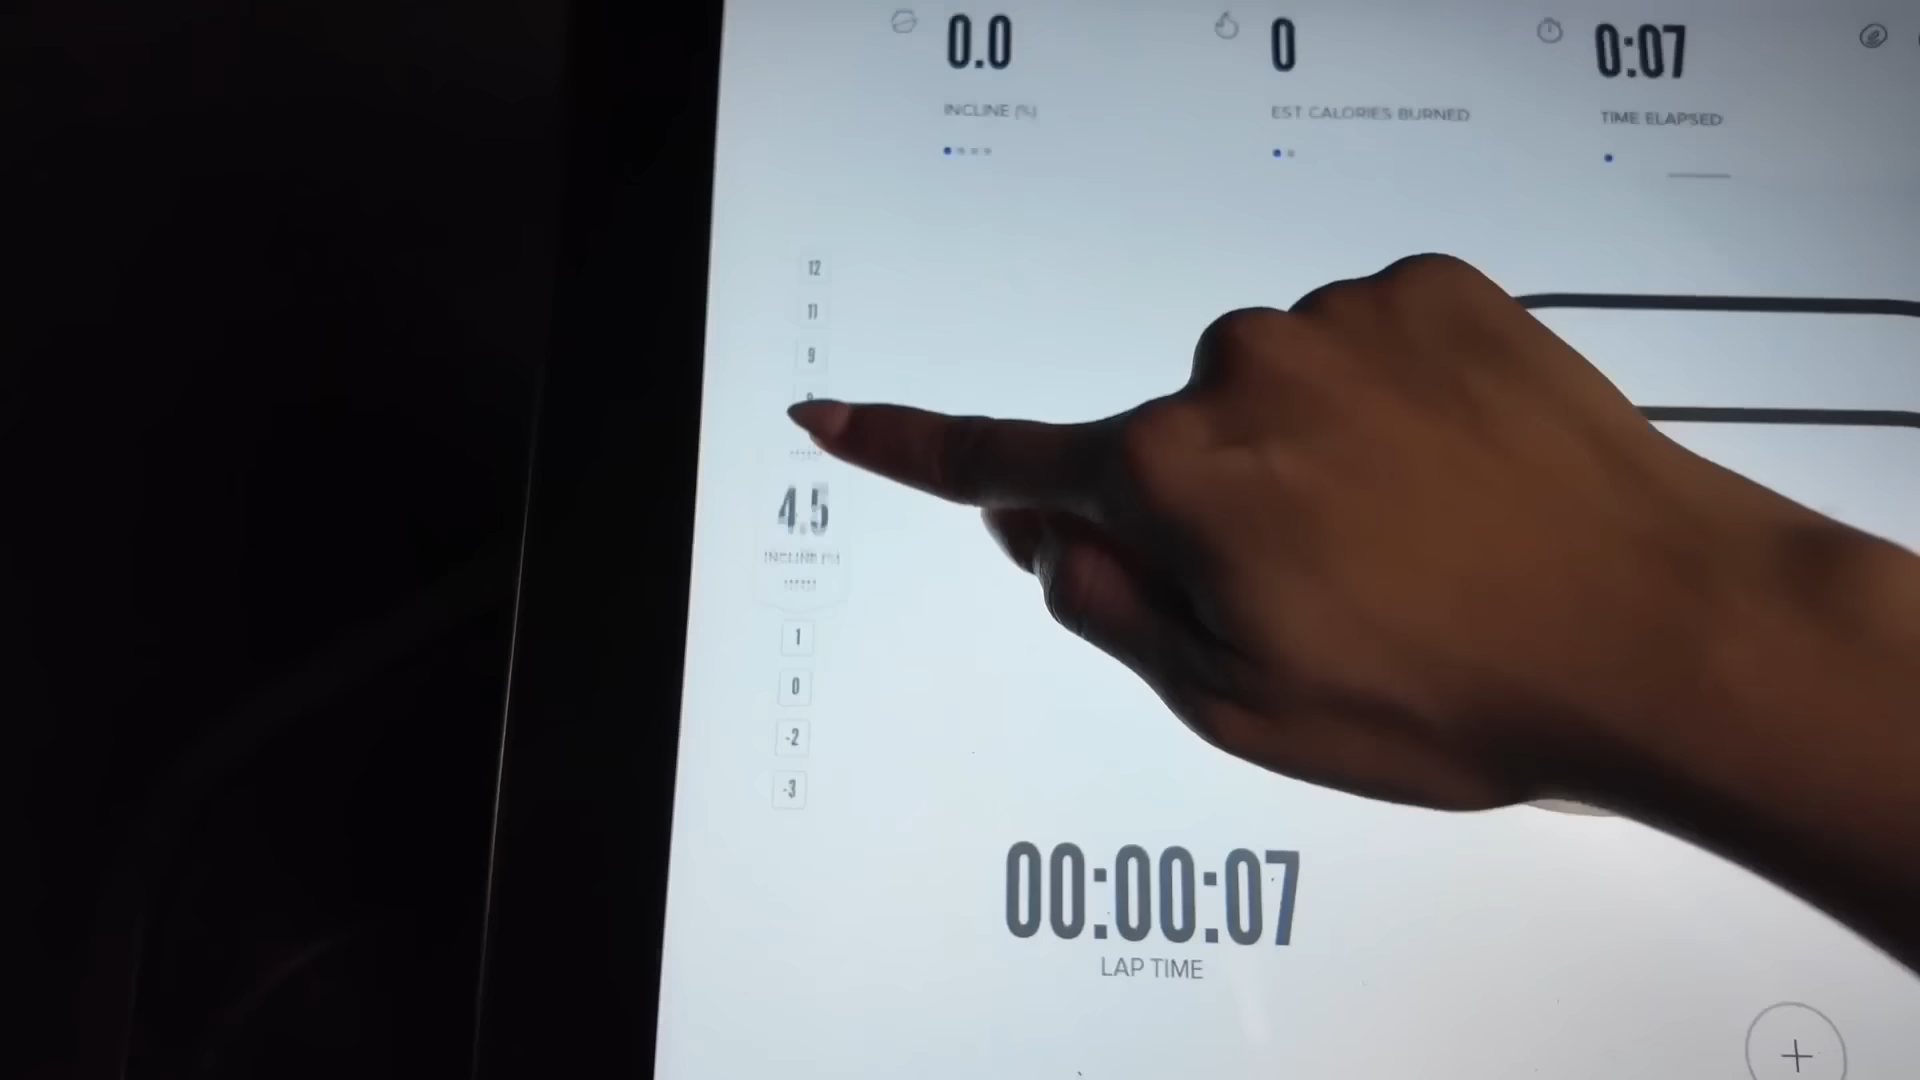 0.0
0
0:07
INCLINE (%)
EST CALORIES BURNED
TIME ELAPSED
12
11
9
4.5
INCLINE (%)
1
0
-2
-3
00:00:07
LAP TIME
+